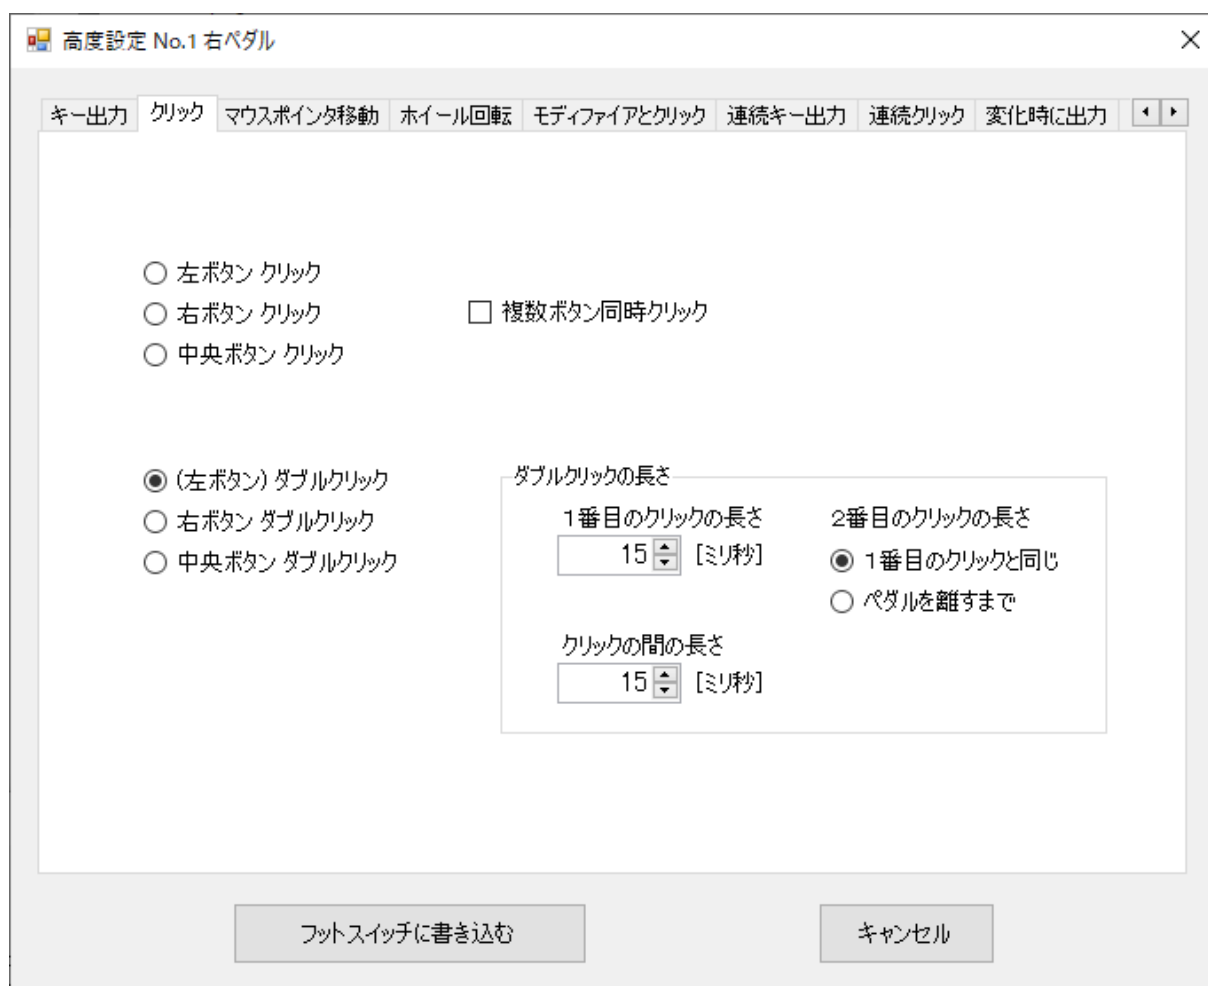 高度設定 No.1 右ペダル
キー出力 クリック マウスポインタ移動 ホイール回転 モディファイアとクリック 連続キー出力 連続クリック 変化時に出力
左ボタン クリック
右ボタン クリック
複数ボタン同時クリック
中央ボタン クリック
(左ボタン) ダブルクリック
右ボタン ダブルクリック
中央ボタン ダブルクリック
ダブルクリックの長さ
1番目のクリックの長さ
15 [ミリ秒]
2番目のクリックの長さ
1番目のクリックと同じ
ペダルを離すまで
クリックの間の長さ
15 [ミリ秒]
フットスイッチに書き込む
キャンセル